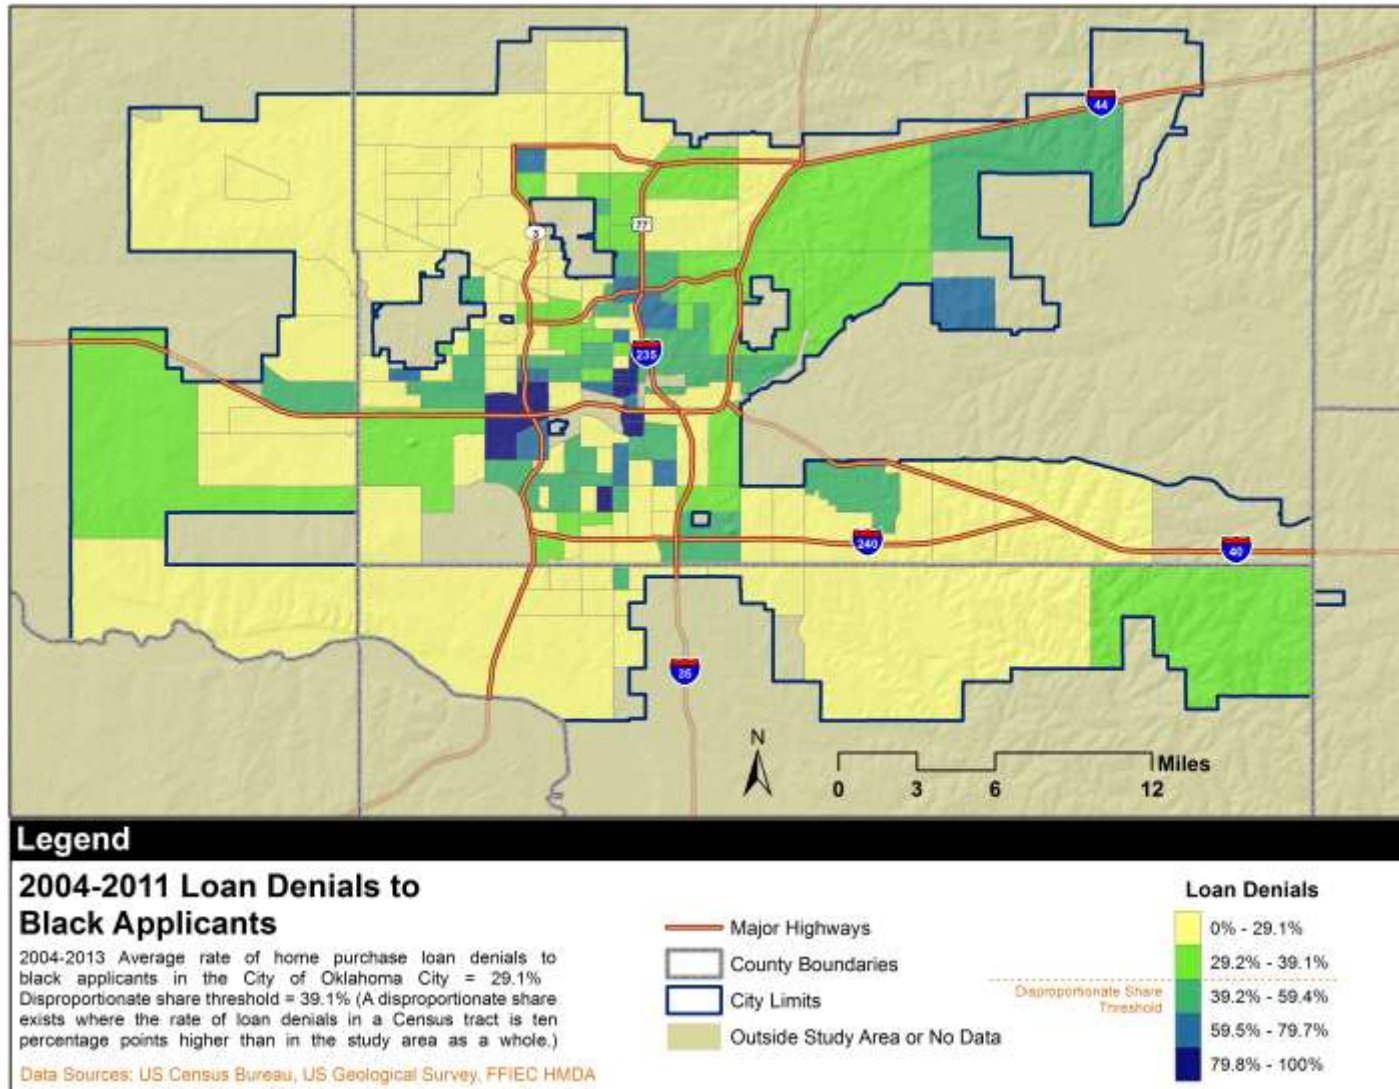 44
3
77
235
240
40
35
N
Miles
0 3 6 12
Legend
2004-2011 Loan Denials to
Black Applicants
2004-2013 Average rate of home purchase loan denials to
black applicants in the City of Oklahoma City = 29.1%
Disproportionate share threshold = 39.1% (A disproportionate share
exists where the rate of loan denials in a Census tract is ten
percentage points higher than in the study area as a whole.)
Data Sources: US Census Bureau, US Geological Survey, FFIEC HMDA
Major Highways
County Boundaries
City Limits
Outside Study Area or No Data
Loan Denials
0% - 29.1%
29.2% - 39.1%
Disproportionate Share
Threshold
39.2% - 59.4%
59.5% - 79.7%
79.8% - 100%